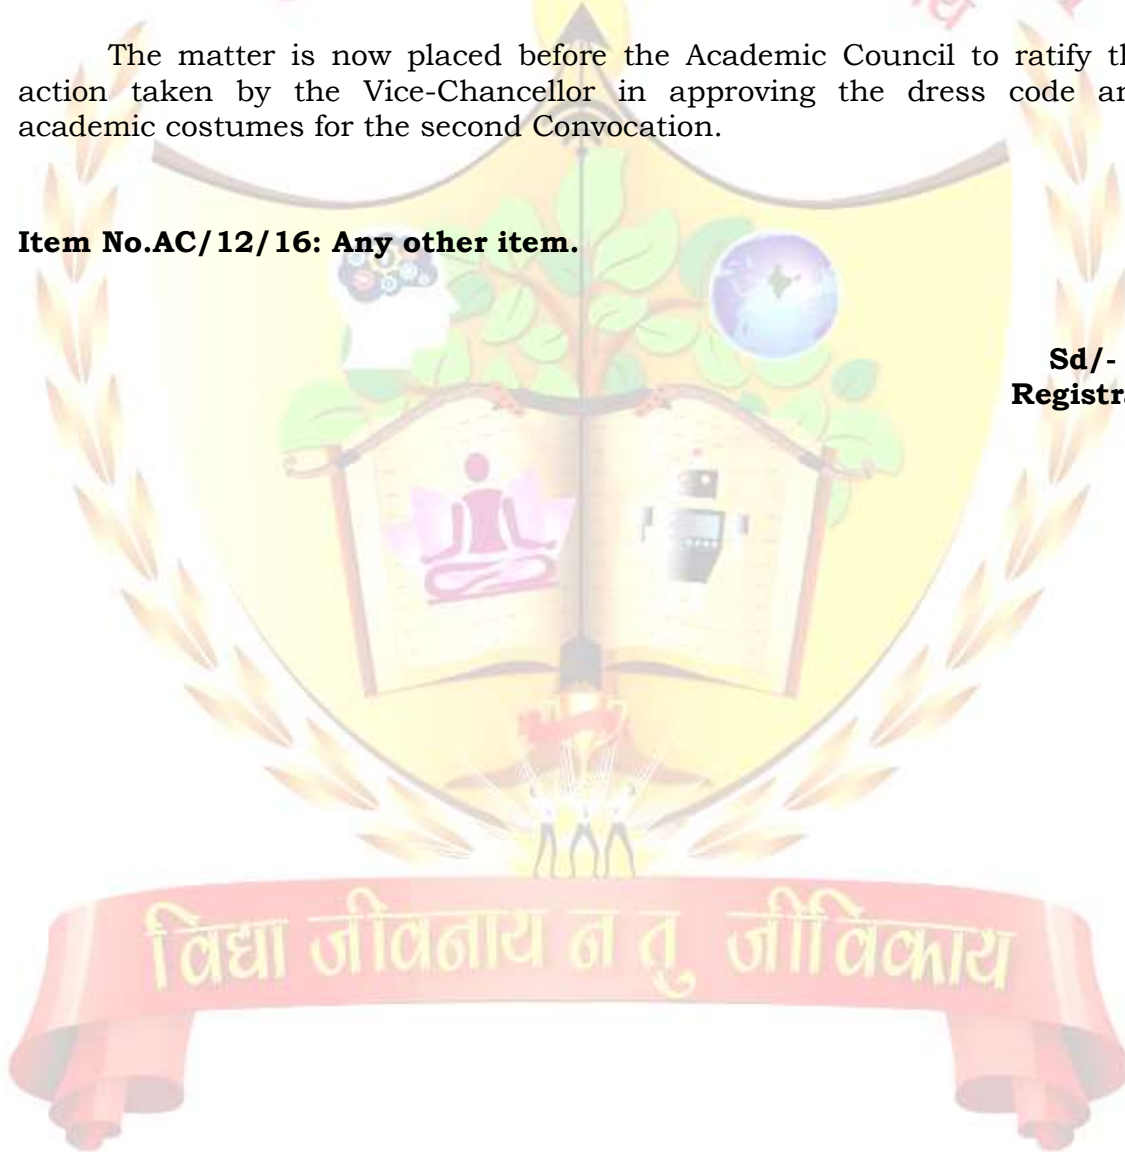 The matter is now placed before the Academic Council to ratify th
action taken by the Vice-Chancellor in approving the dress code an
academic costumes for the second Convocation.
Item No.AC/12/16: Any other item.
Sd/-
Registra
विद्या जीवनाय न तु जीविकाय